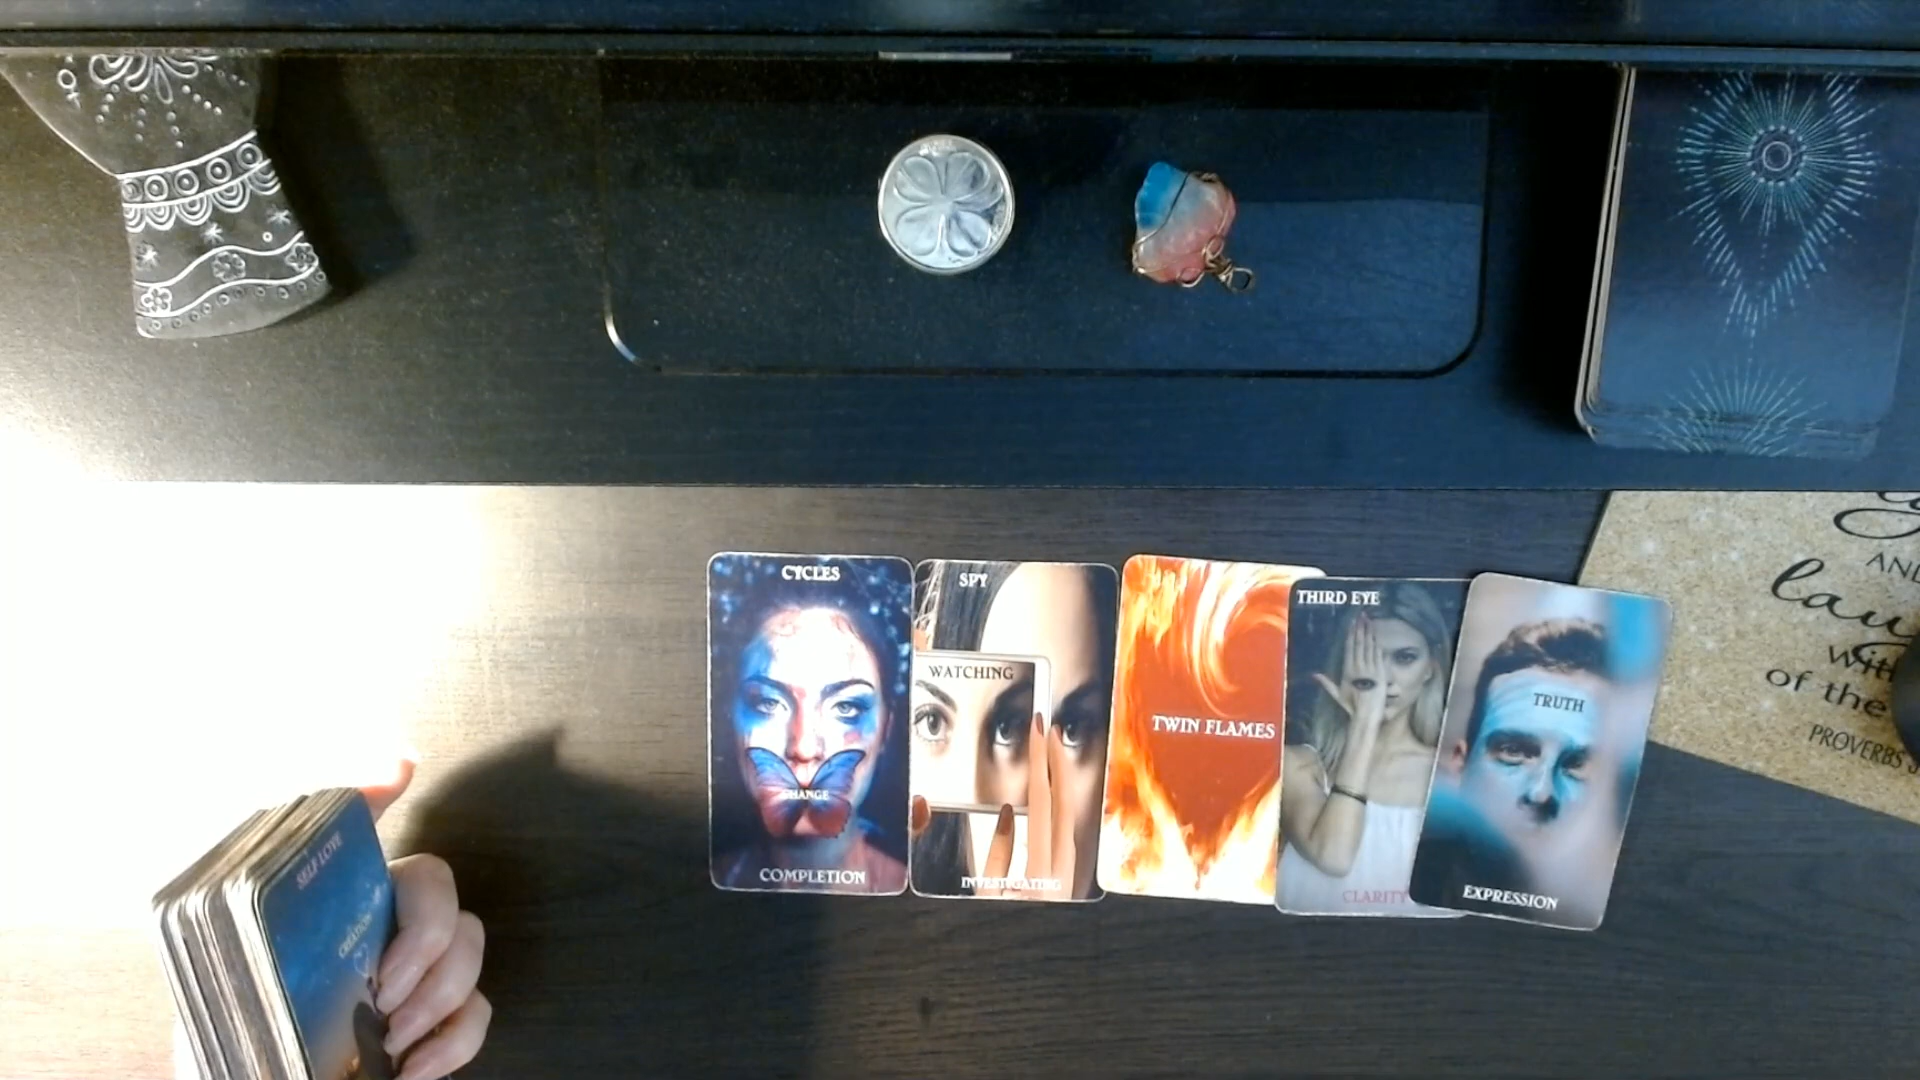 CYCLES
CHANGE
COMPLETION
SPY
WATCHING
INVESTIGATING
TWIN FLAMES
THIRD EYE
CLARITY
TRUTH
EXPRESSION
SELF LOVE
CREATION
AND
of the
PROVERBS